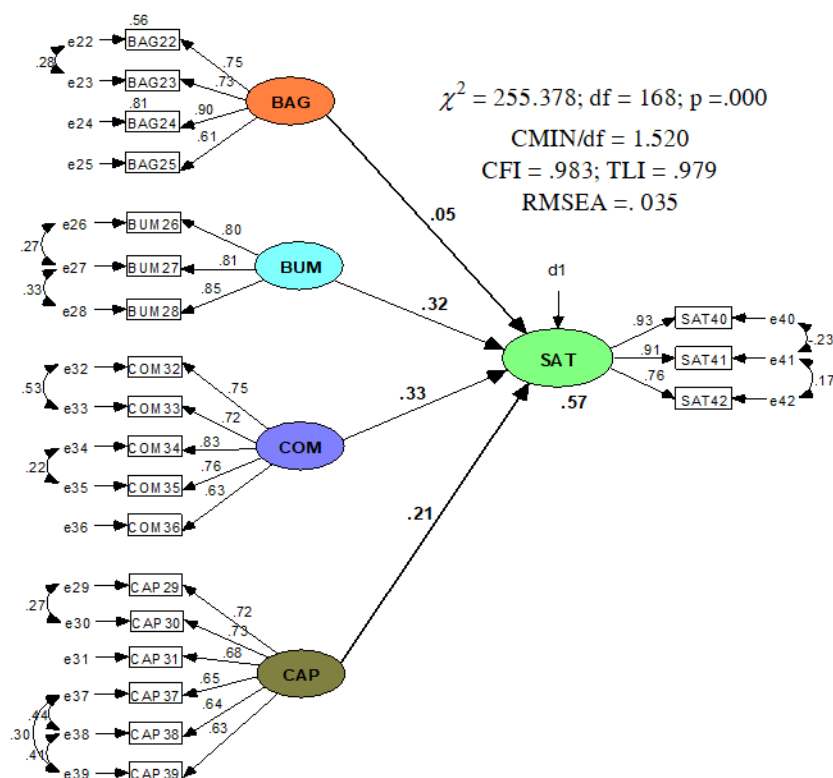 .56
e22 BAG22 .75
.28
e23 BAG23 .73
.81
e24 BAG24 .90
e25 BAG25 .61
BAG
χ² = 255.378; df = 168; p =.000
CMIN/df = 1.520
CFI = .983; TLI = .979
RMSEA =. 035
.05
e26 BUM26 .80
.27
e27 BUM27 .81
.33
e28 BUM28 .85
BUM
.32
d1
SAT
.57
.93 SAT40 e40
-.23
.91 SAT41 e41
.17
.76 SAT42 e42
e32 COM32 .75
.53
e33 COM33 .72
e34 COM34 .83
.22
e35 COM35 .76
e36 COM36 .63
COM
.33
.21
e29 CAP29 .72
.27
e30 CAP30 .73
e31 CAP31 .68
e37 CAP37 .65
.44
.30 e38 CAP38 .64
.41
e39 CAP39 .63
CAP